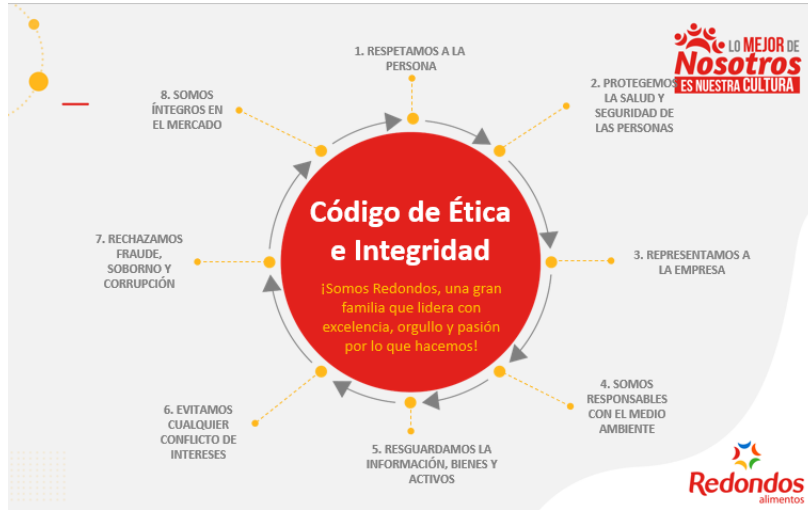 LO MEJOR DE
Nosotros
ES NUESTRA CULTURA
1. RESPETAMOS A LA
PERSONA
2. PROTEGEMOS
LA SALUD Y
SEGURIDAD DE
LAS PERSONAS
3. REPRESENTAMOS A
LA EMPRESA
4. SOMOS
RESPONSABLES
CON EL MEDIO
AMBIENTE
5. RESGUARDAMOS LA
INFORMACIÓN, BIENES Y
ACTIVOS
6. EVITAMOS
CUALQUIER
CONFLICTO DE
INTERESES
7. RECHAZAMOS
FRAUDE,
SOBORNO Y
CORRUPCIÓN
8. SOMOS
ÍNTEGROS EN
EL MERCADO
Código de Ética
e Integridad
¡Somos Redondos, una gran
familia que lidera con
excelencia, orgullo y pasión
por lo que hacemos!
Redondos
alimentos